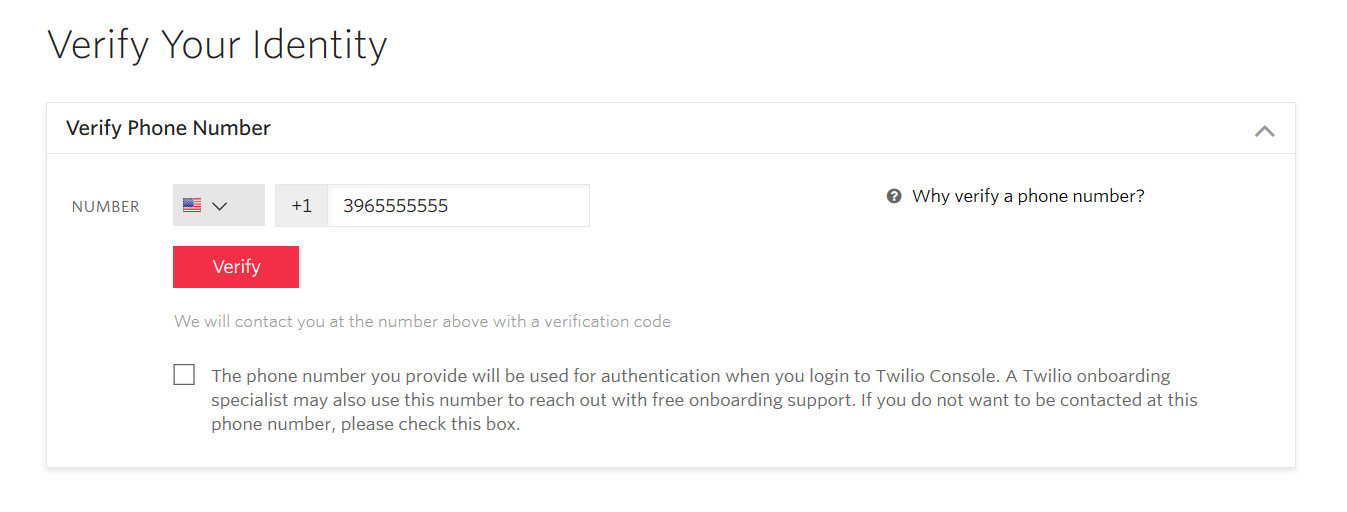 Verify Your Identity
Verify Phone Number
NUMBER
+1
3965555555
Why verify a phone number?
Verify
We will contact you at the number above with a verification code
The phone number you provide will be used for authentication when you login to Twilio Console. A Twilio onboarding
specialist may also use this number to reach out with free onboarding support. If you do not want to be contacted at this
phone number, please check this box.